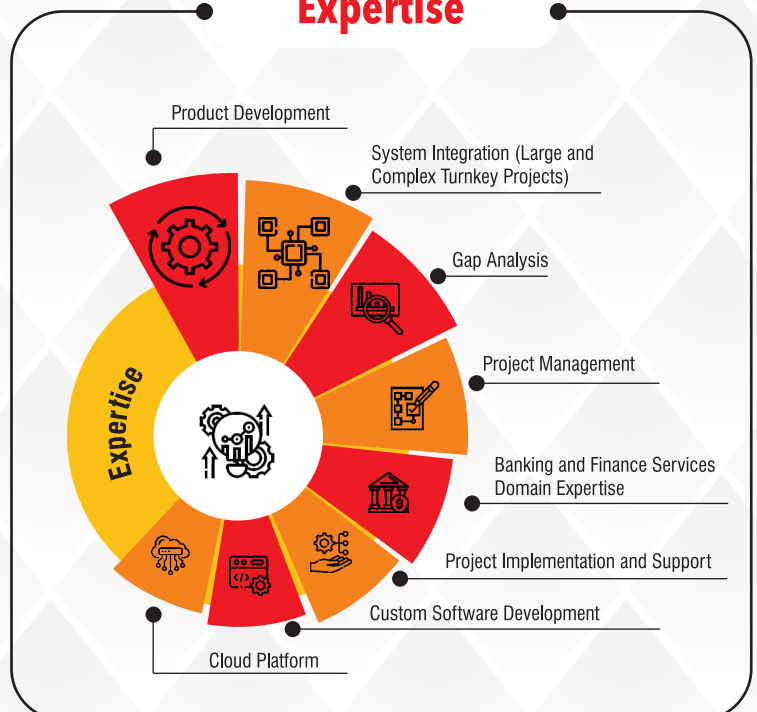 Expertise
Product Development
System Integration (Large and
Complex Turnkey Projects)
Gap Analysis
Project Management
Expertise
Banking and Finance Services
Domain Expertise
Project Implementation and Support
Custom Software Development
Cloud Platform